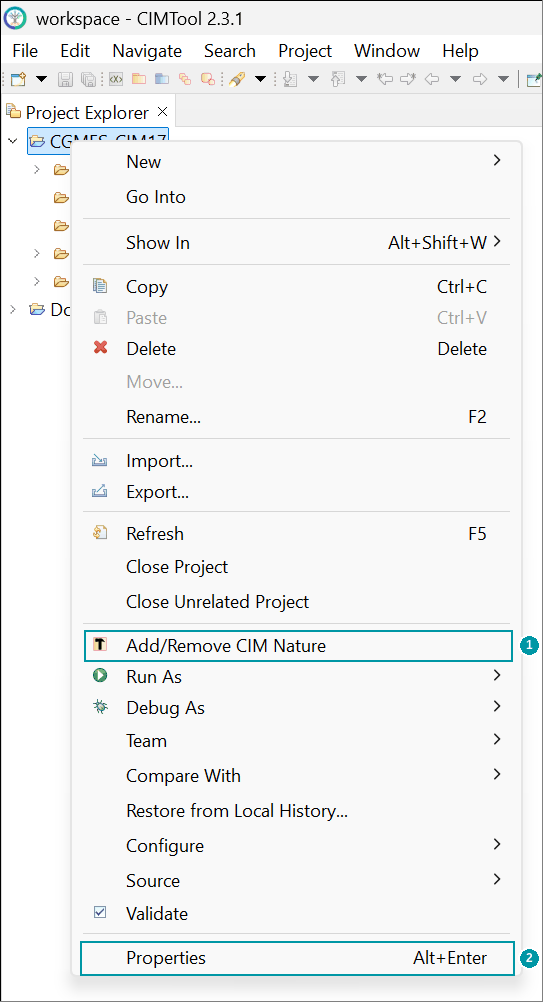 workspace - CIMTool 2.3.1
File Edit Navigate Search Project Window Help
Project Explorer
CGMES_CIM17
New
Go Into
Show In Alt+Shift+W
Copy Ctrl+C
Paste Ctrl+V
Delete Delete
Move...
Rename... F2
Import...
Export...
Refresh F5
Close Project
Close Unrelated Project
Add/Remove CIM Nature 1
Run As
Debug As
Team
Compare With
Restore from Local History...
Configure
Source
Validate
Properties Alt+Enter 2